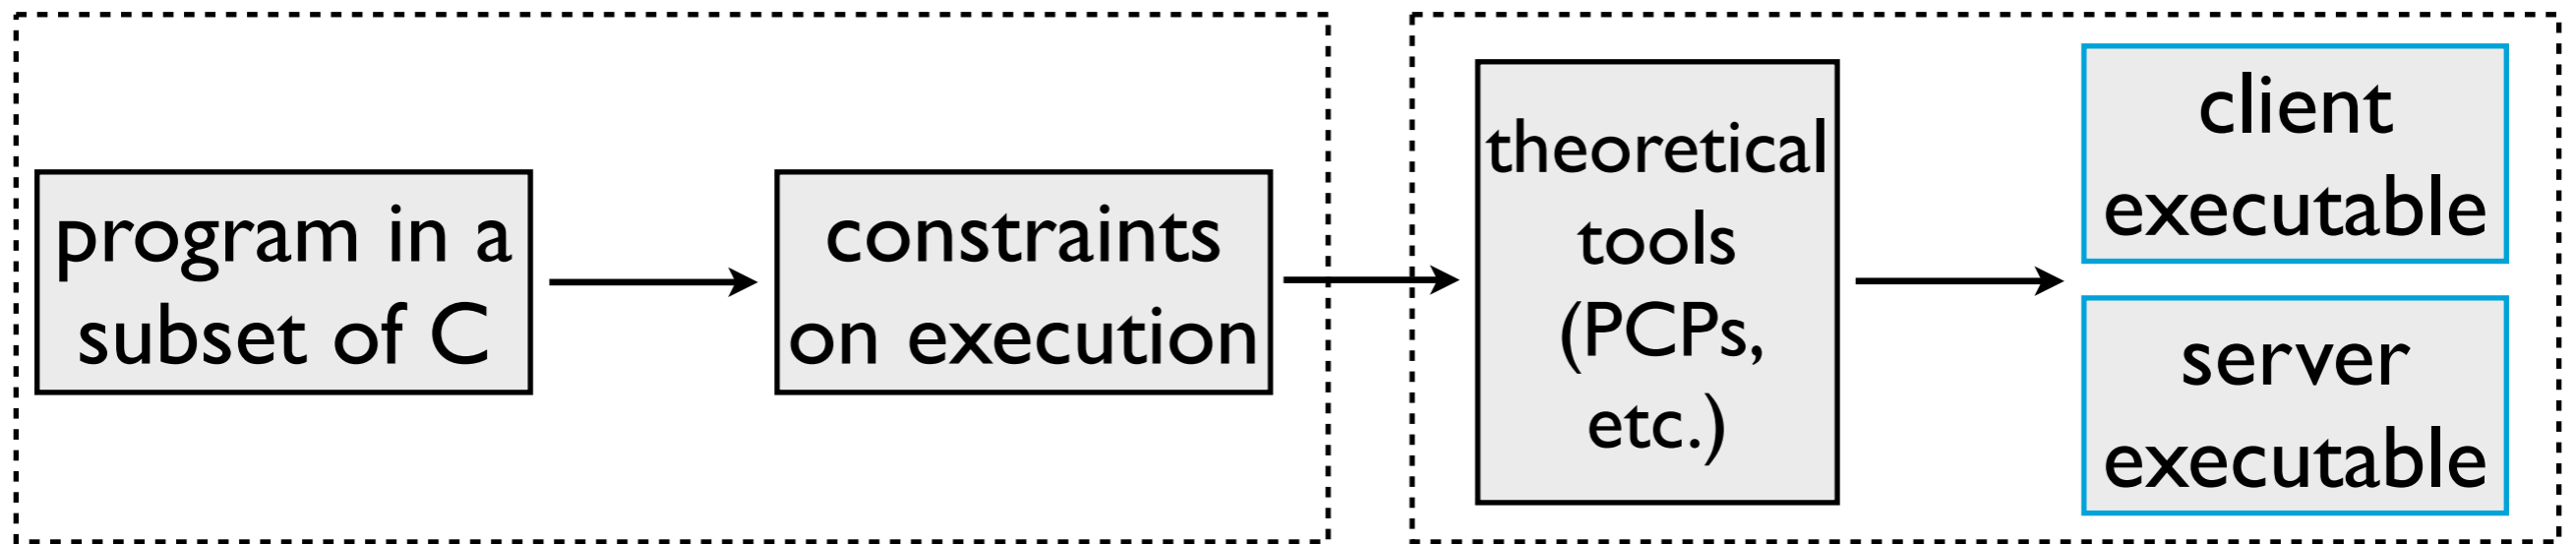 program in a
subset of C
constraints
on execution
theoretical
tools
(PCPs,
etc.)
client
executable
server
executable